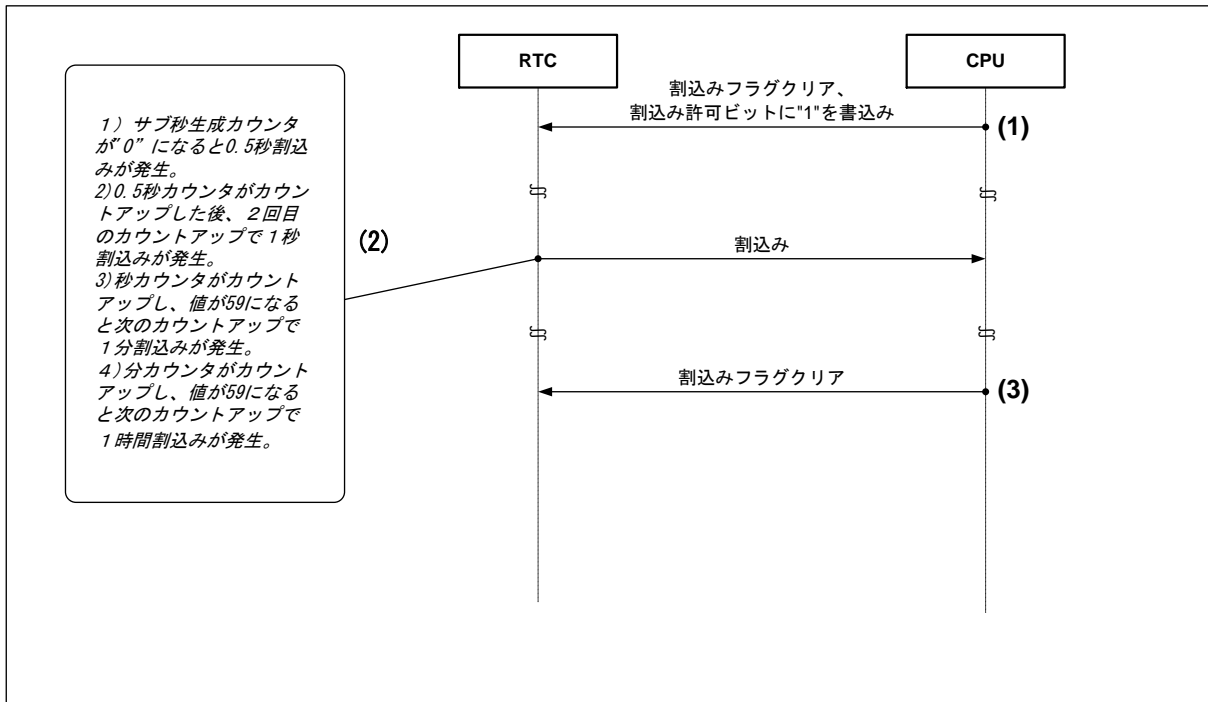 RTC
CPU
割込みフラグクリア、
割込み許可ビットに"1"を書込み
(1)
1）サブ秒生成カウンタ
が"0"になると0.5秒割込
みが発生。
2)0.5秒カウンタがカウン
トアップした後、２回目
のカウントアップで１秒
割込みが発生。
3)秒カウンタがカウント
アップし、値が59になる
と次のカウントアップで
１分割込みが発生。
４)分カウンタがカウント
アップし、値が59になる
と次のカウントアップで
１時間割込みが発生。
(2)
割込み
割込みフラグクリア
(3)